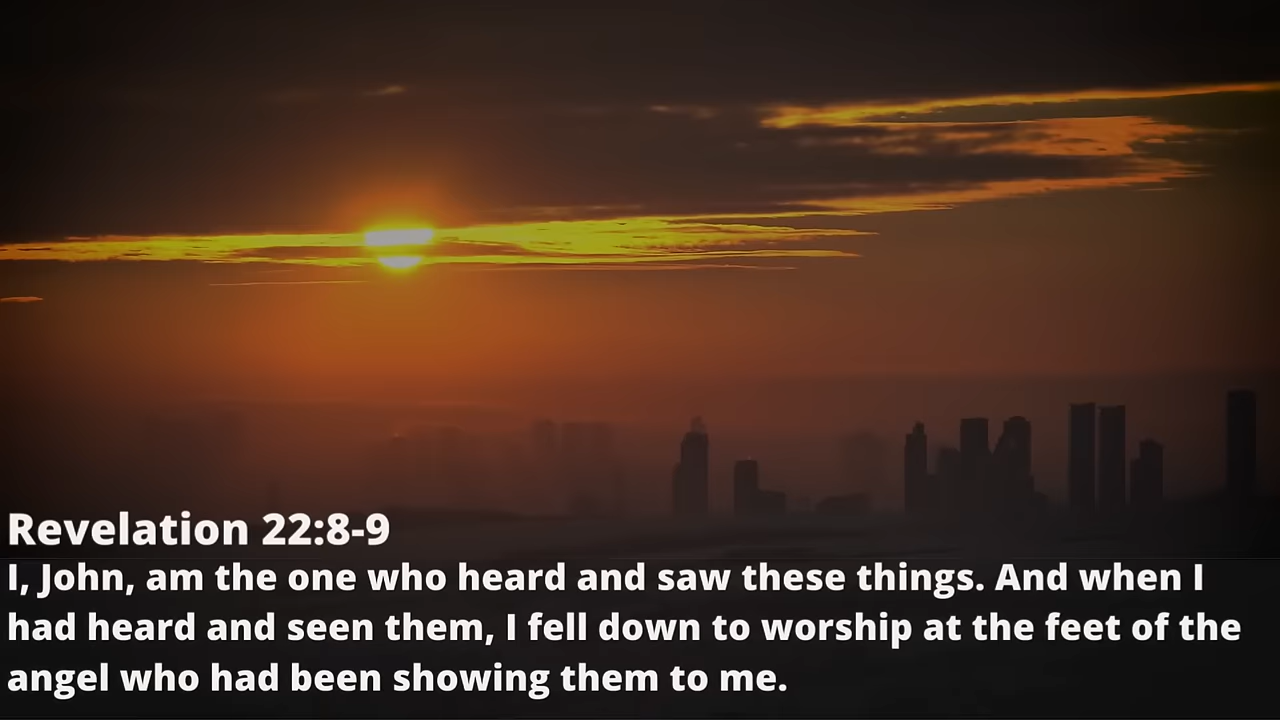 Revelation 22:8-9
I, John, am the one who heard and saw these things. And when I
had heard and seen them, I fell down to worship at the feet of the
angel who had been showing them to me.